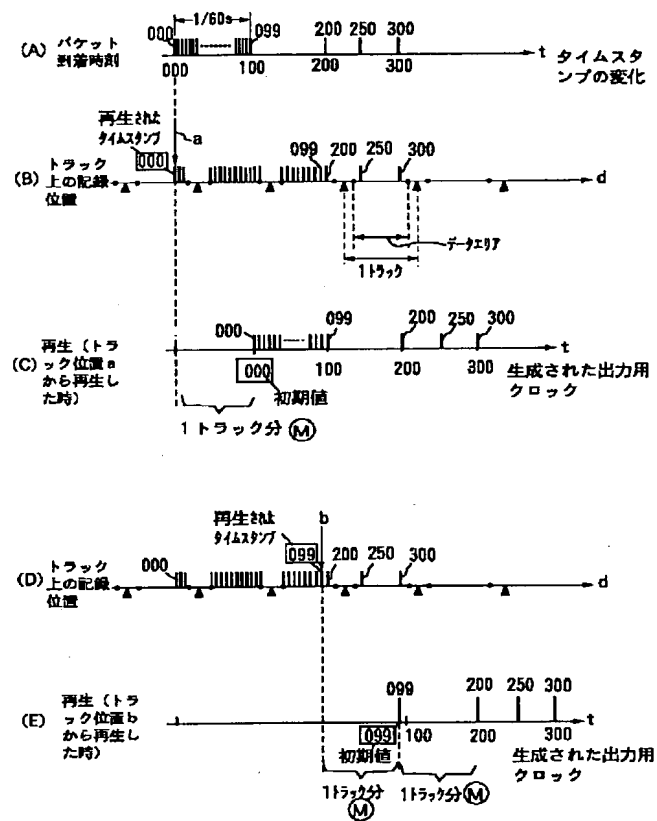 1/60s
000 099 200 250 300
(A) パケット
到着時刻
t
000 100 200 300
タイムスタ
ンプの変化
再生されよ
タイムスタンプ
a
000
099 200 250 300
(B) トラック
上の記録
位置
d
データエリア
1トラック
000 099 200 250 300
(C) 再生(トラ
ック位置a
から再生し
た時)
t
000 100 200 300
初期値
生成された出力用
クロック
1トラック分 M
再生されよ
タイムスタンプ
b
000 099 200 250 300
(D) トラック
上の記録
位置
d
099 200 250 300
(E) 再生(トラ
ック位置b
から再生し
た時)
t
099 100 200 300
初期値
生成された出力用
クロック
1トラック分 M
1トラック分 M